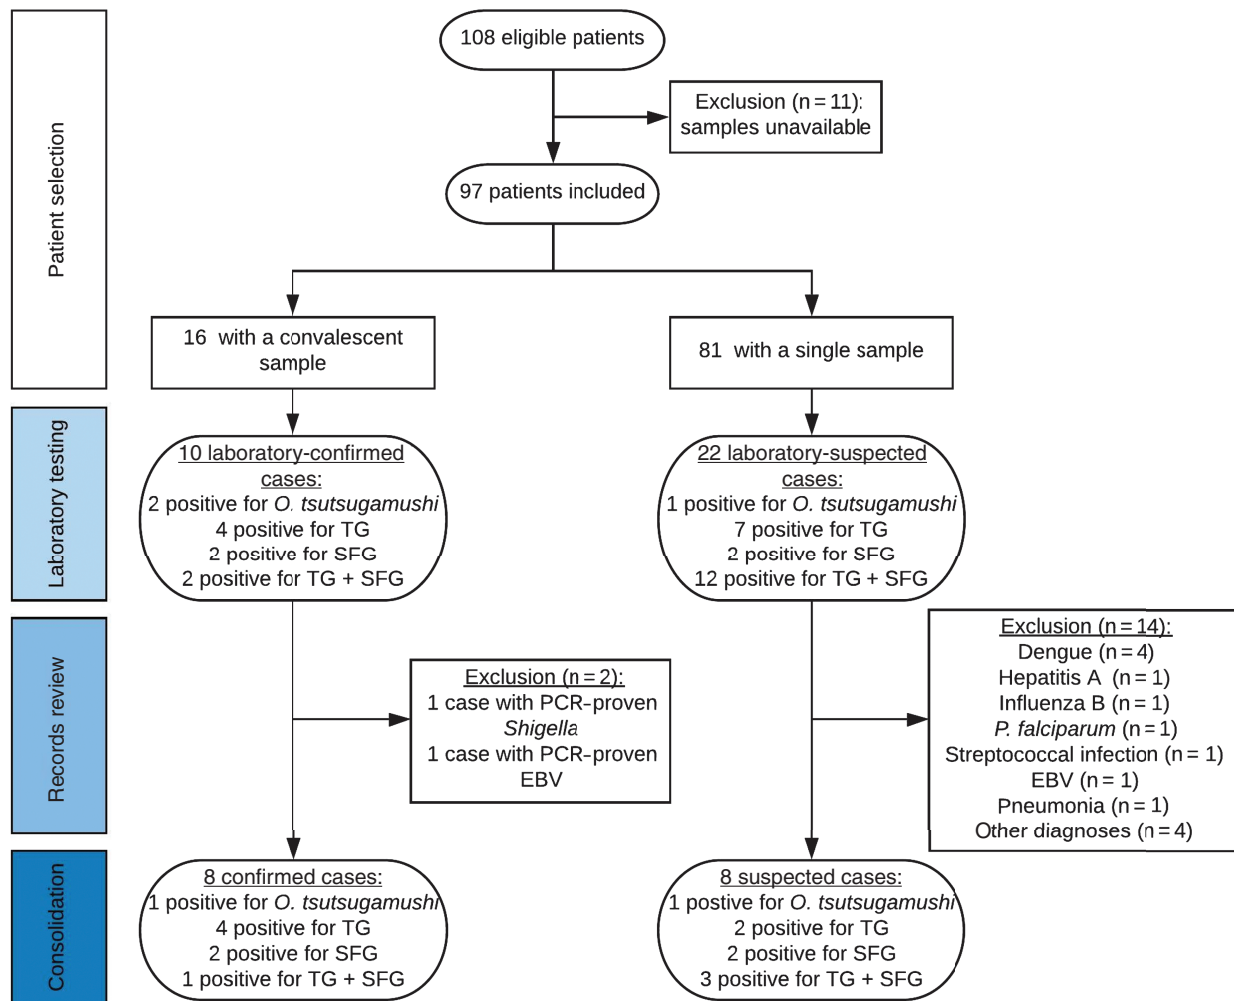 Patient selection
108 eligible patients
Exclusion (n = 11):
samples unavailable
97 patients included
16 with a convalescent
sample
81 with a single sample
Laboratory testing
10 laboratory-confirmed
cases:
2 positive for O. tsutsugamushi
4 positive for TG
2 positive for SFG
2 positive for TG + SFG
22 laboratory-suspected
cases:
1 positive for O. tsutsugamushi
7 positive for TG
2 positive for SFG
12 positive for TG + SFG
Records review
Exclusion (n = 2):
1 case with PCR-proven
Shigella
1 case with PCR-proven
EBV
Exclusion (n = 14):
Dengue (n = 4)
Hepatitis A (n = 1)
Influenza B (n = 1)
P. falciparum (n = 1)
Streptococcal infection (n = 1)
EBV (n = 1)
Pneumonia (n = 1)
Other diagnoses (n = 4)
Consolidation
8 confirmed cases:
1 positive for O. tsutsugamushi
4 positive for TG
2 positive for SFG
1 positive for TG + SFG
8 suspected cases:
1 postive for O. tsutsugamushi
2 positive for TG
2 positive for SFG
3 positive for TG + SFG